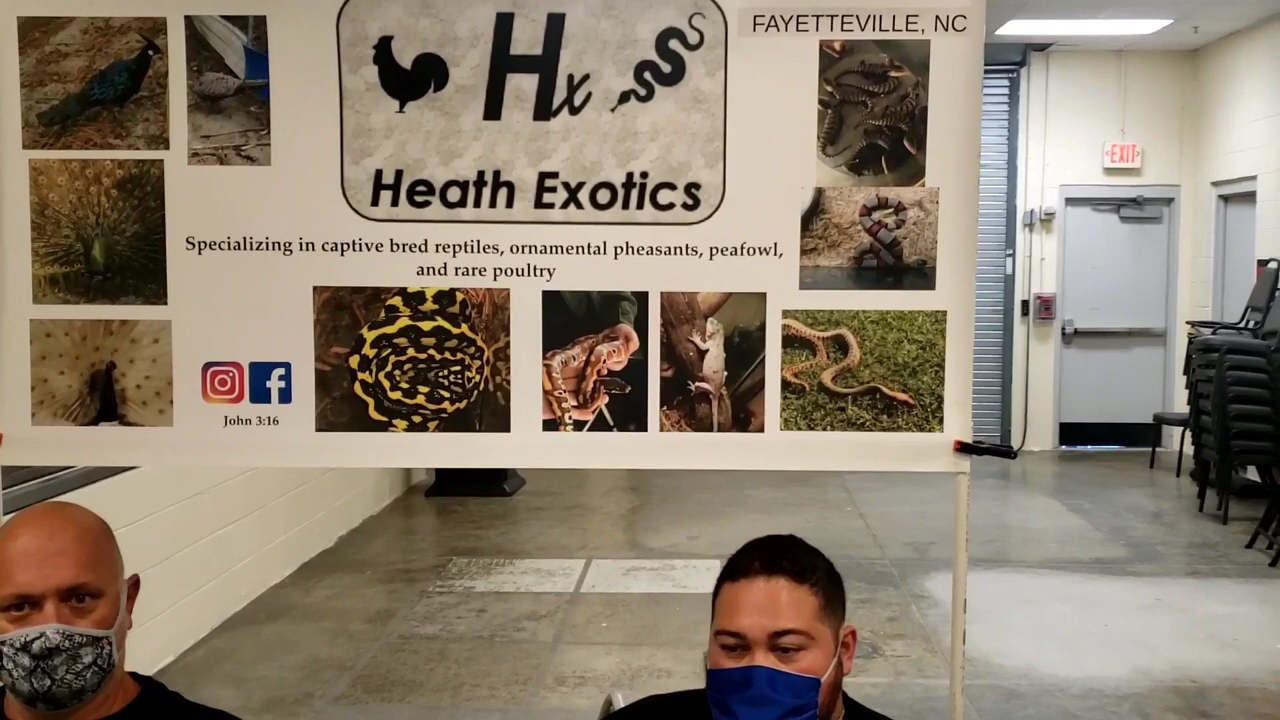 FAYETTEVILLE, NC
Hx
Heath Exotics
Specializing in captive bred reptiles, ornamental pheasants, peafowl,
and rare poultry
f
John 3:16
EXIT